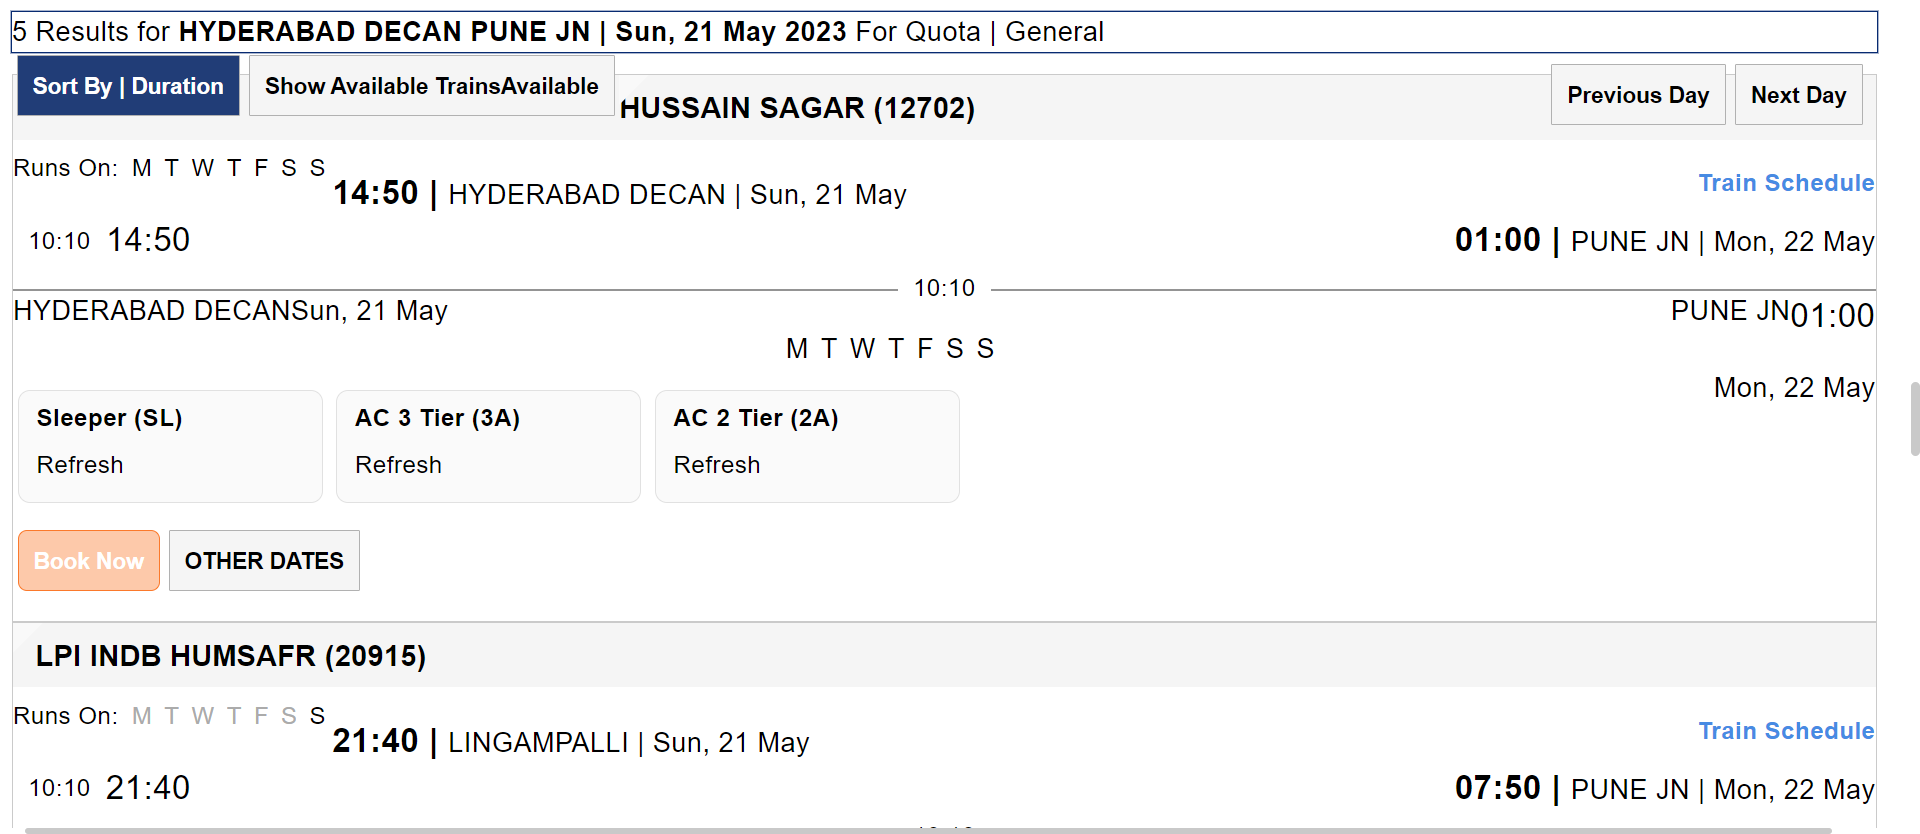 5 Results for HYDERABAD DECAN PUNE JN | Sun, 21 May 2023 For Quota | General
Sort By | Duration
Show Available TrainsAvailable
HUSSAIN SAGAR (12702)
Previous Day
Next Day
Runs On: M T W T F S S
14:50 | HYDERABAD DECAN | Sun, 21 May
Train Schedule
10:10 14:50
01:00 | PUNE JN | Mon, 22 May
10:10
HYDERABAD DECANSun, 21 May
PUNE JN01:00
M T W T F S S
Mon, 22 May
Sleeper (SL)
Refresh
AC 3 Tier (3A)
Refresh
AC 2 Tier (2A)
Refresh
Book Now
OTHER DATES
LPI INDB HUMSAFR (20915)
Runs On: M T W T F S S
21:40 | LINGAMPALLI | Sun, 21 May
Train Schedule
10:10 21:40
07:50 | PUNE JN | Mon, 22 May